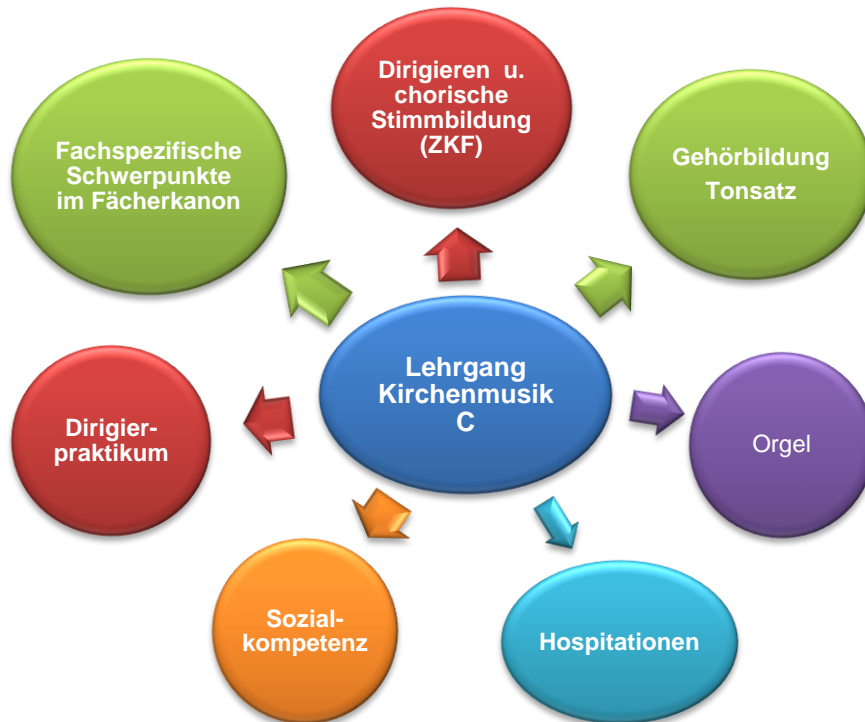 Dirigieren u.
chorische
Stimmbildung
(ZKF)
Fachspezifische
Schwerpunkte
im Fächerkanon
Gehörbildung
Tonsatz
Lehrgang
Kirchenmusik
C
Dirigier-
praktikum
Orgel
Sozial-
kompetenz
Hospitationen